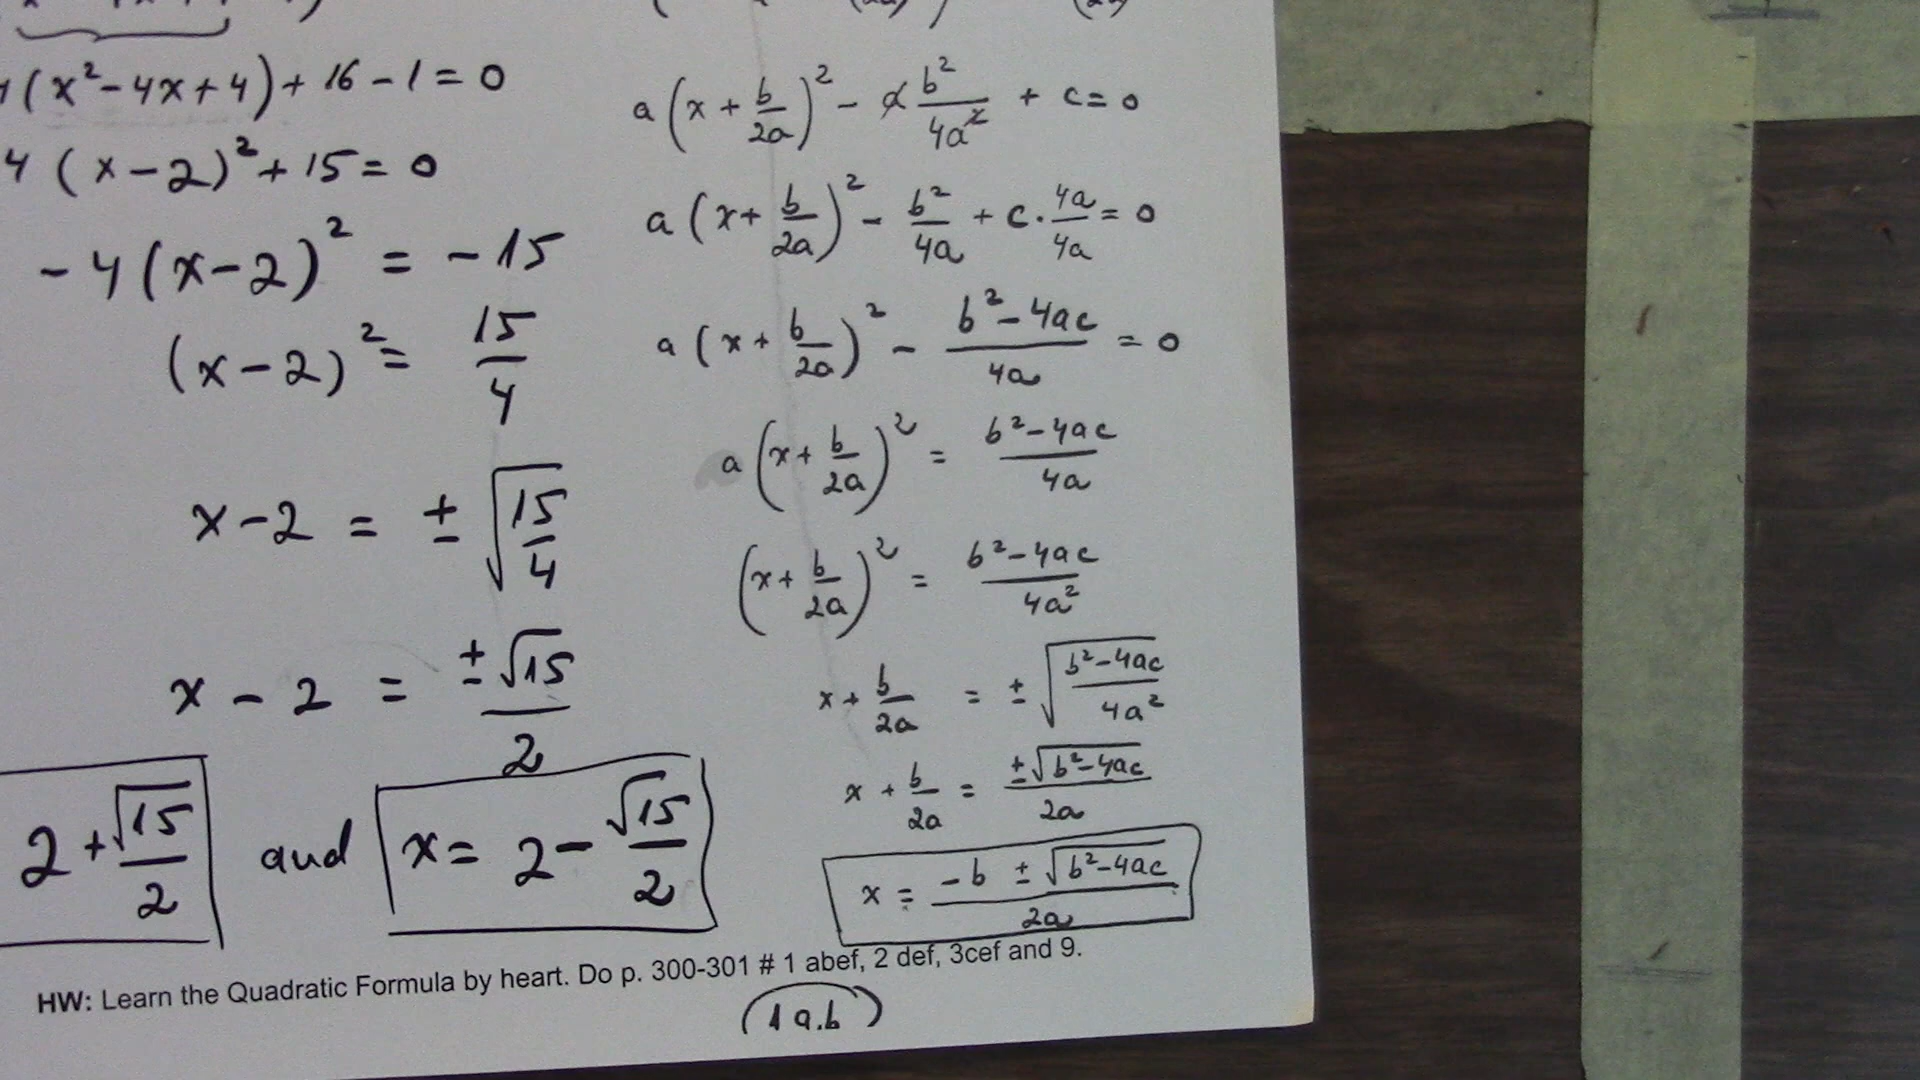 (x² - 4x + 4) + 16 - 1 = 0
4 (x - 2)² + 15 = 0
- 4 (x - 2)² = - 15
(x - 2)² = 15/4
x - 2 = ± √(15/4)
x - 2 = ±√15 / 2
2 + √15/2 and x = 2 - √15/2
a (x + b/2a)² - a b²/4a² + c = 0
a (x + b/2a)² - b²/4a + c · 4a/4a = 0
a (x + b/2a)² - (b² - 4ac)/4a = 0
a (x + b/2a)² = (b² - 4ac)/4a
(x + b/2a)² = (b² - 4ac)/4a²
x + b/2a = ± √((b² - 4ac)/4a²)
x + b/2a = ±√(b² - 4ac) / 2a
x = (-b ± √(b² - 4ac)) / 2a
HW: Learn the Quadratic Formula by heart. Do p. 300-301 # 1 abef, 2 def, 3cef and 9.
(1a.b)